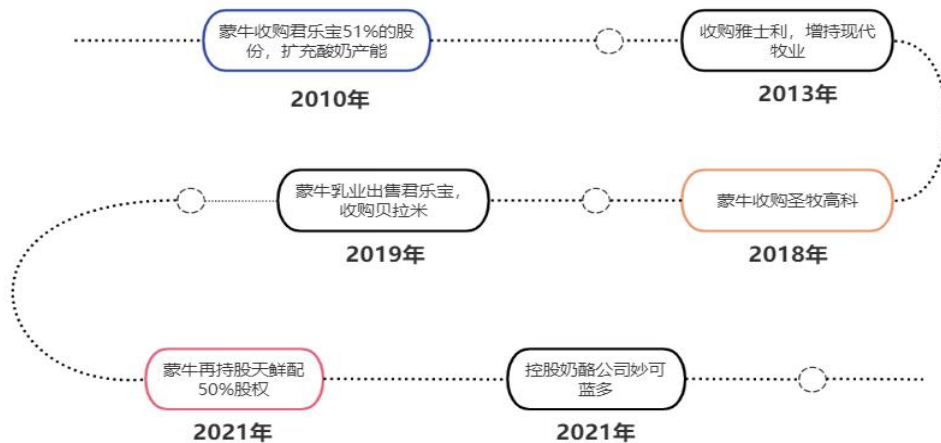 蒙牛收购君乐宝51%的股
份，扩充酸奶产能
2010年
收购雅士利，增持现代
牧业
2013年
蒙牛收购圣牧高科
2018年
蒙牛乳业出售君乐宝，
收购贝拉米
2019年
蒙牛再持股天鲜配
50%股权
2021年
控股奶酪公司妙可
蓝多
2021年